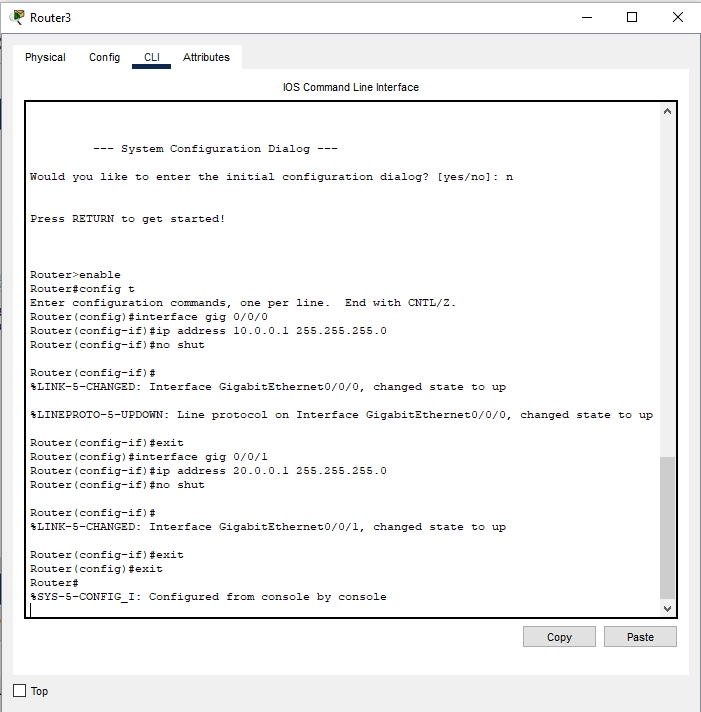 Router3
Physical Config CLI Attributes
IOS Command Line Interface
--- System Configuration Dialog ---
Would you like to enter the initial configuration dialog? [yes/no]: n
Press RETURN to get started!
Router>enable
Router#config t
Enter configuration commands, one per line.  End with CNTL/Z.
Router(config)#interface gig 0/0/0
Router(config-if)#ip address 10.0.0.1 255.255.255.0
Router(config-if)#no shut
Router(config-if)#
%LINK-5-CHANGED: Interface GigabitEthernet0/0/0, changed state to up
%LINEPROTO-5-UPDOWN: Line protocol on Interface GigabitEthernet0/0/0, changed state to up
Router(config-if)#exit
Router(config)#interface gig 0/0/1
Router(config-if)#ip address 20.0.0.1 255.255.255.0
Router(config-if)#no shut
Router(config-if)#
%LINK-5-CHANGED: Interface GigabitEthernet0/0/1, changed state to up
Router(config-if)#exit
Router(config)#exit
Router#
%SYS-5-CONFIG_I: Configured from console by console
Copy Paste
Top